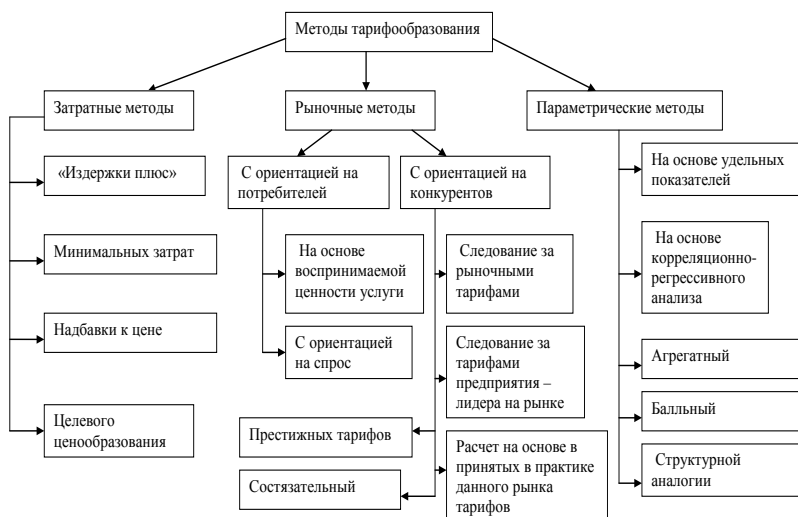 Методы тарифообразования
Затратные методы
Рыночные методы
Параметрические методы
«Издержки плюс»
Минимальных затрат
Надбавки к цене
Целевого
ценообразования
С ориентацией на
потребителей
На основе
воспринимаемой
ценности услуги
С ориентацией
на спрос
С ориентацией на
конкурентов
Следование за
рыночными
тарифами
Следование за
тарифами
предприятия –
лидера на рынке
Престижных тарифов
Расчет на основе в
принятых в практике
данного рынка
тарифов
Состязательный
На основе удельных
показателей
На основе
корреляционно-
регрессивного
анализа
Агрегатный
Балльный
Структурной
аналогии